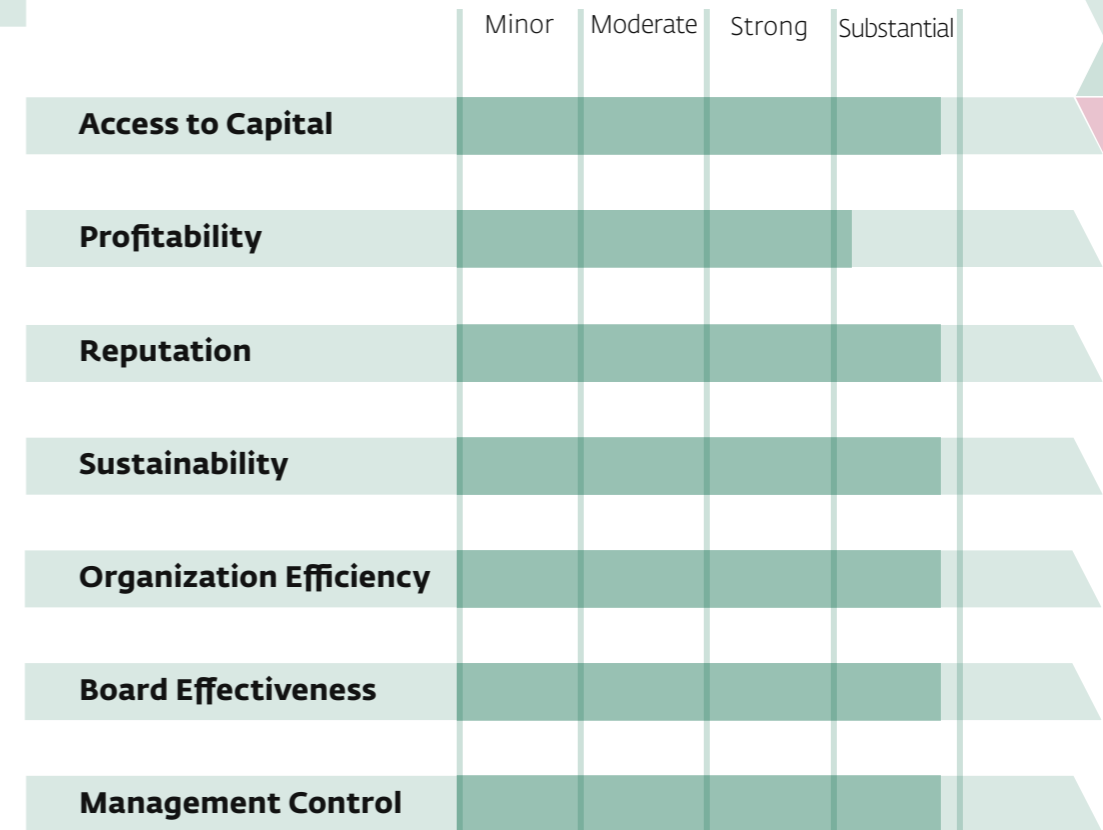 Minor Moderate Strong Substantial
Access to Capital
Profitability
Reputation
Sustainability
Organization Efficiency
Board Effectiveness
Management Control